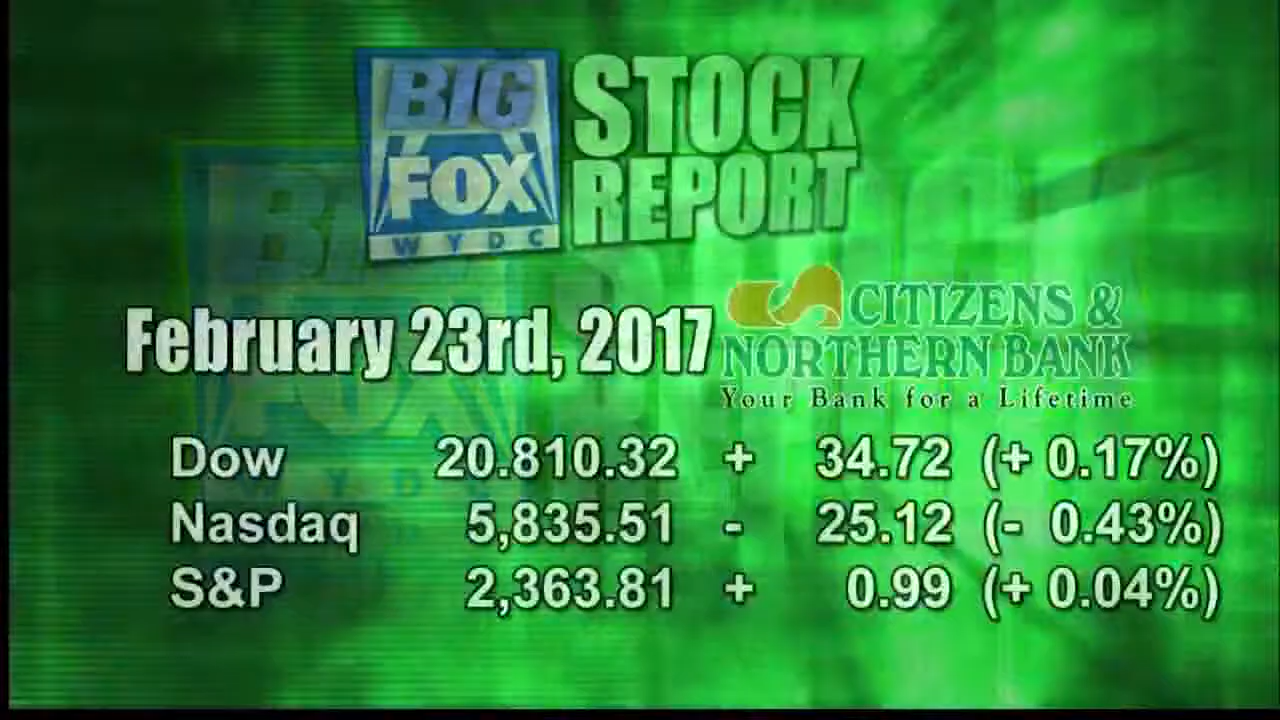 BIG
FOX
WYDC
STOCK
REPORT
February 23rd, 2017
CITIZENS &
NORTHERN BANK
Your Bank for a Lifetime
Dow 20.810.32 + 34.72 (+ 0.17%)
Nasdaq 5,835.51 - 25.12 (- 0.43%)
S&P 2,363.81 + 0.99 (+ 0.04%)